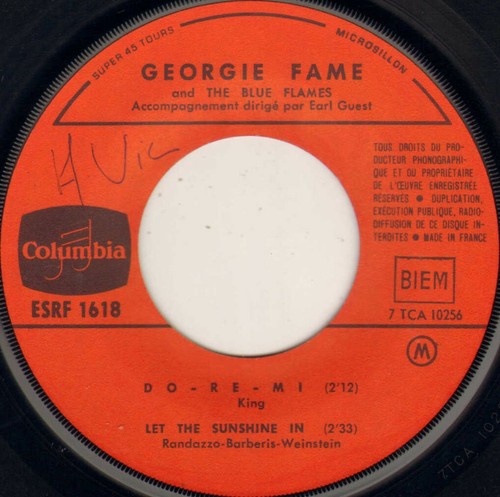 SUPER 45 TOURS
MICROSILLON
GEORGIE FAME
and THE BLUE FLAMES
Accompagnement dirigé par Earl Guest
TOUS DROITS DU PRO-
DUCTEUR PHONOGRAPHI-
QUE ET DU PROPRIÉTAIRE
DE L'ŒUVRE ENREGISTRÉE
RÉSERVÉS ● DUPLICATION,
EXÉCUTION PUBLIQUE, RADIO-
DIFFUSION DE CE DISQUE IN-
TERDITES ● MADE IN FRANCE
Columbia
ESRF 1618
BIEM
7 TCA 10256
M
DO-RE-MI (2'12)
King
LET THE SUNSHINE IN (2'33)
Randazzo-Barberis-Weinstein
7TCA 102